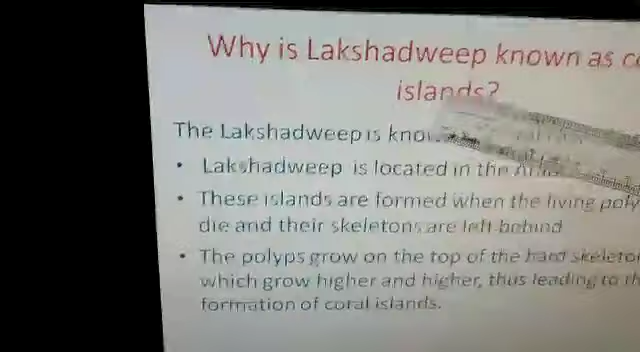 Why is Lakshadweep known as
islands?
The Lakshadweep is
• Lakshadweep is located in the
• These islands are formed when the living
die and their skeletons are left behind
• The polyps grow on the top of the hard
which grow higher and higher, thus leading to
formation of coral islands.